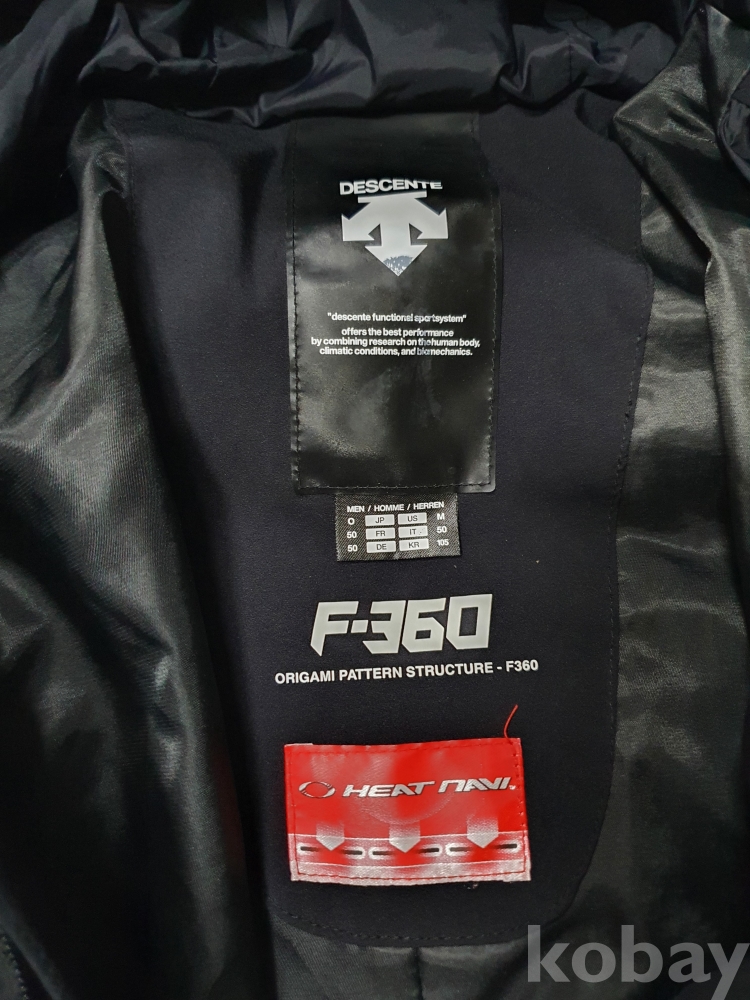 DESCENTE
"descente functional sportsystem"
offers the best performance
by combining research on the human body,
climatic conditions, and biomechanics.
MEN / HOMME / HERREN
O JP US M
50 FR IT 50
50 DE KR 105
F-360
ORIGAMI PATTERN STRUCTURE - F360
HEAT NAVI
kobay